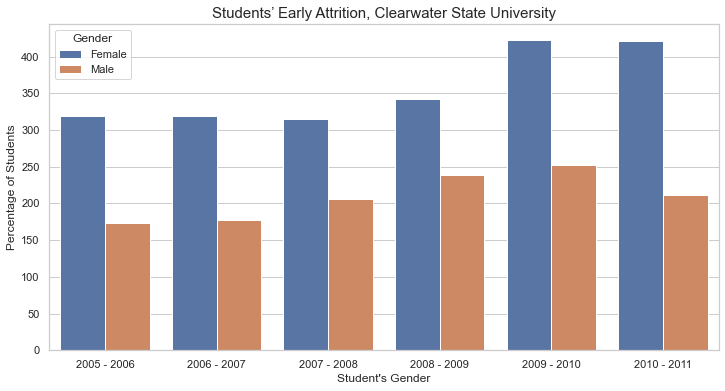 Students’ Early Attrition, Clearwater State University
Gender
Female
Male
Percentage of Students
400
350
300
250
200
150
100
50
0
2005 - 2006
2006 - 2007
2007 - 2008
2008 - 2009
2009 - 2010
2010 - 2011
Student's Gender